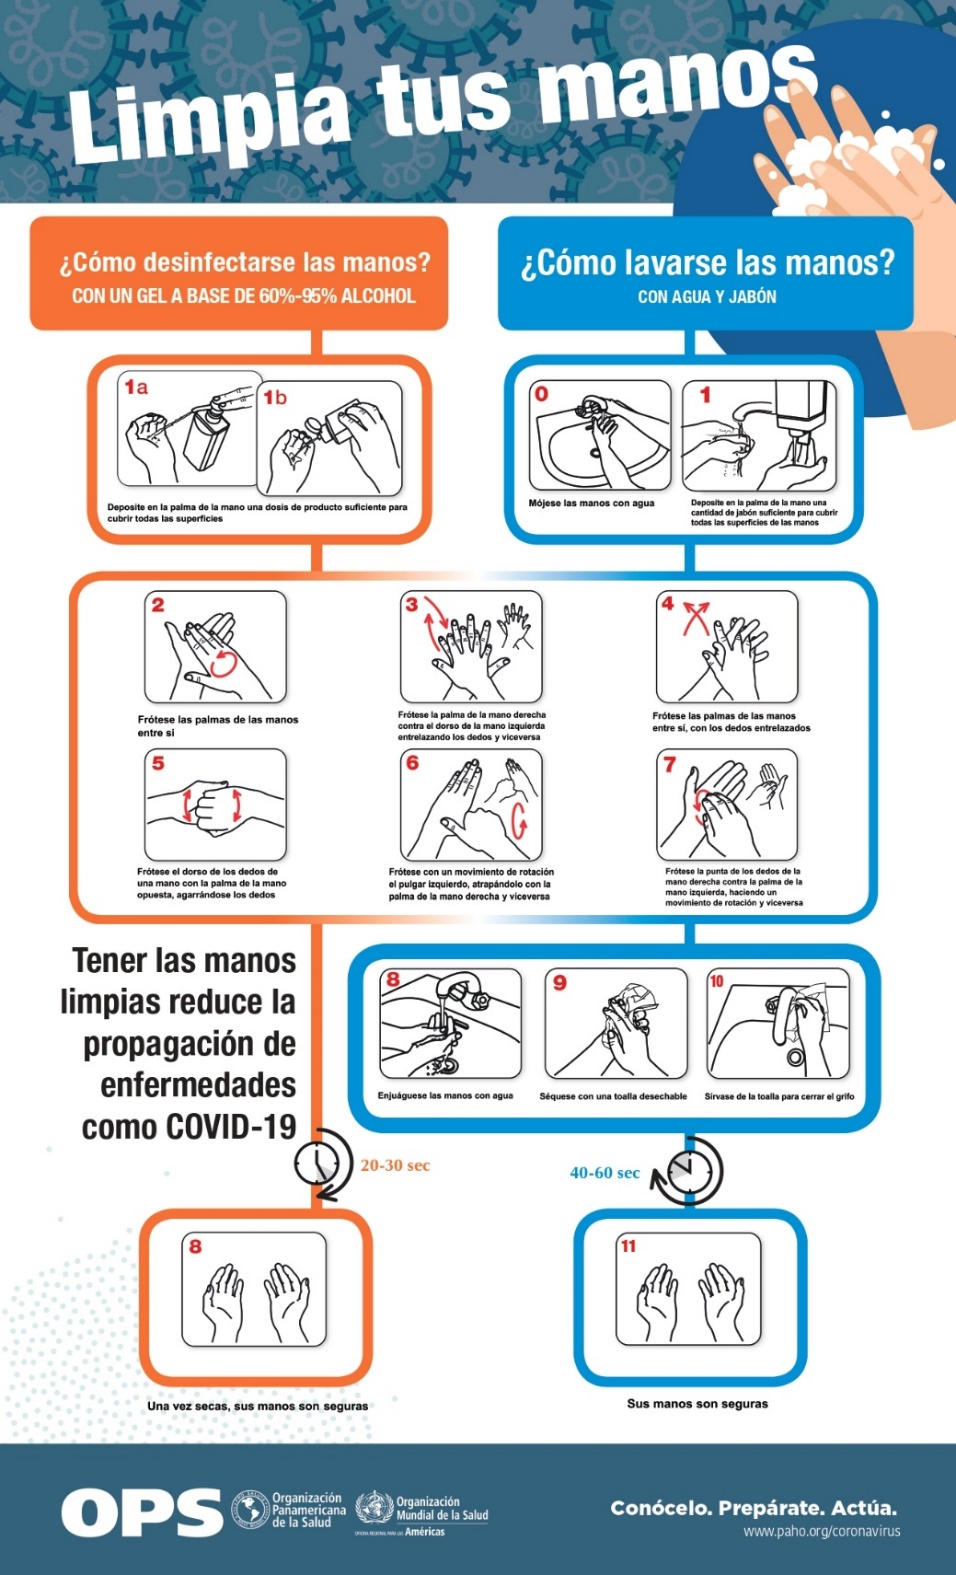 Limpia tus manos
¿Cómo desinfectarse las manos?
CON UN GEL A BASE DE 60%-95% ALCOHOL
¿Cómo lavarse las manos?
CON AGUA Y JABÓN
1a
1b
Deposite en la palma de la mano una dosis de producto suficiente para
cubrir todas las superficies
0
Mójese las manos con agua
1
Deposite en la palma de la mano una
cantidad de jabón suficiente para cubrir
todas las superficies de las manos
2
Frótese las palmas de las manos
entre si
3
Frótese la palma de la mano derecha
contra el dorso de la mano izquierda
entrelazando los dedos y viceversa
4
Frótese las palmas de las manos
entre sí, con los dedos entrelazados
5
Frótese el dorso de los dedos de
una mano con la palma de la mano
opuesta, agarrándose los dedos
6
Frótese con un movimiento de rotación
el pulgar izquierdo, atrapándolo con la
palma de la mano derecha y viceversa
7
Frótese la punta de los dedos de la
mano derecha contra la palma de la
mano izquierda, haciendo un
movimiento de rotación y viceversa
Tener las manos
limpias reduce la
propagación de
enfermedades
como COVID-19
8
Enjuáguese las manos con agua
9
Séquese con una toalla desechable
10
Sírvase de la toalla para cerrar el grifo
20-30 sec
40-60 sec
8
Una vez secas, sus manos son seguras
11
Sus manos son seguras
OPS
Organización
Panamericana
de la Salud
Organización
Mundial de la Salud
OFICINA REGIONAL PARA LAS Américas
Conócelo. Prepárate. Actúa.
www.paho.org/coronavirus